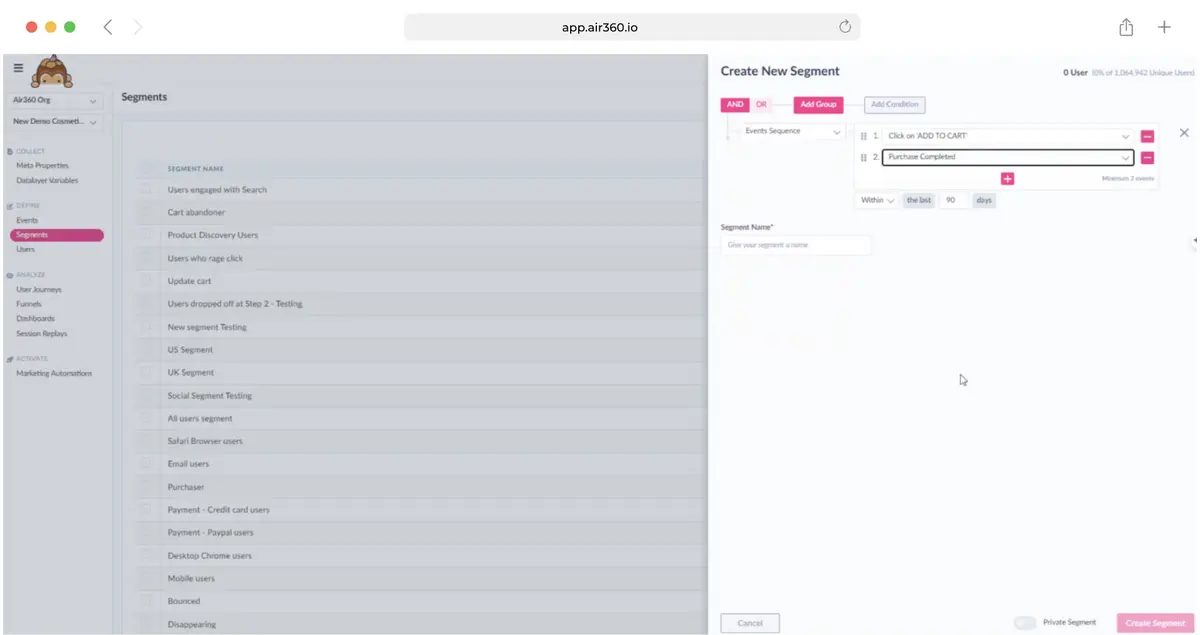 app.air360.io
Air360 Org
New Denso Cosmeti...
COLLECT
Meta Properties
Datalayer Variables
DEFINE
Events
Segments
Users
ANALYZE
User Journeys
Funnels
Dashboards
Session Replays
ACTIVATE
Marketing Automations
Segments
SEGMENT NAME
Users engaged with Search
Cart abandoner
Product Discovery Users
Users who rage click
Update cart
Users dropped off at Step 2 - Testing
New segment Testing
US Segment
UK Segment
Social Segment Testing
All users segment
Safari Browser users
Email users
Purchaser
Payment - Credit card users
Payment - Paypal users
Desktop Chrome users
Mobile users
Bounced
Disappearing
Create New Segment
0 User (0% of 1,064,942 Unique Users)
AND OR Add Group Add Condition
Events Sequence
1. Click on 'ADD TO CART'
2. Purchase Completed
Minimum 2 events
Within the last 90 days
Segment Name*
Give your segment a name
Cancel Private Segment Create Segment